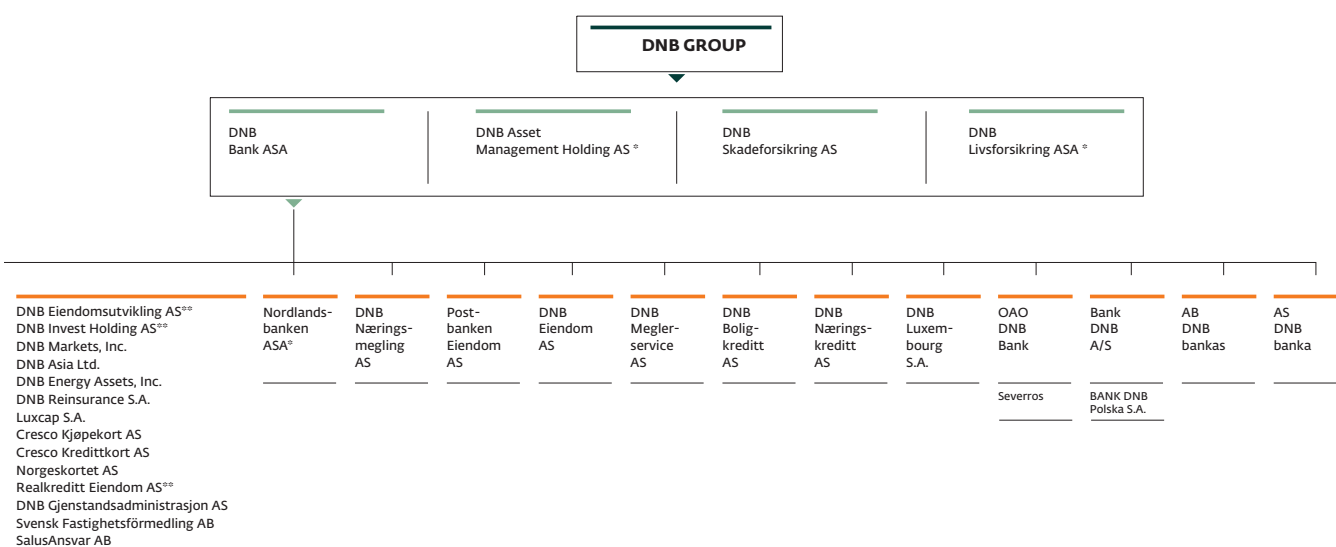 DNB GROUP
DNB
Bank ASA
DNB Asset
Management Holding AS *
DNB
Skadeforsikring AS
DNB
Livsforsikring ASA *
DNB Eiendomsutvikling AS**
DNB Invest Holding AS**
DNB Markets, Inc.
DNB Asia Ltd.
DNB Energy Assets, Inc.
DNB Reinsurance S.A.
Luxcap S.A.
Cresco Kjøpekort AS
Cresco Kredittkort AS
Norgeskortet AS
Realkreditt Eiendom AS**
DNB Gjenstandsadministrasjon AS
Svensk Fastighetsförmedling AB
SalusAnsvar AB
Nordlands-
banken
ASA*
DNB
Nærings-
megling
AS
Post-
banken
Eiendom
AS
DNB
Eiendom
AS
DNB
Megler-
service
AS
DNB
Bolig-
kreditt
AS
DNB
Nærings-
kreditt
AS
DNB
Luxem-
bourg
S.A.
OAO
DNB
Bank
Severros
Bank
DNB
A/S
BANK DNB
Polska S.A.
AB
DNB
bankas
AS
DNB
banka